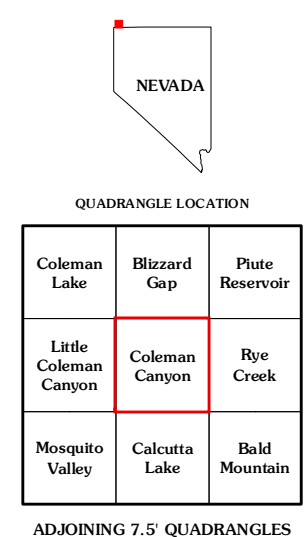 NEVADA
QUADRANGLE LOCATION
Coleman
Lake
Blizzard
Gap
Piute
Reservoir
Little
Coleman
Canyon
Coleman
Canyon
Rye
Creek
Mosquito
Valley
Calcutta
Lake
Bald
Mountain
ADJOINING 7.5' QUADRANGLES